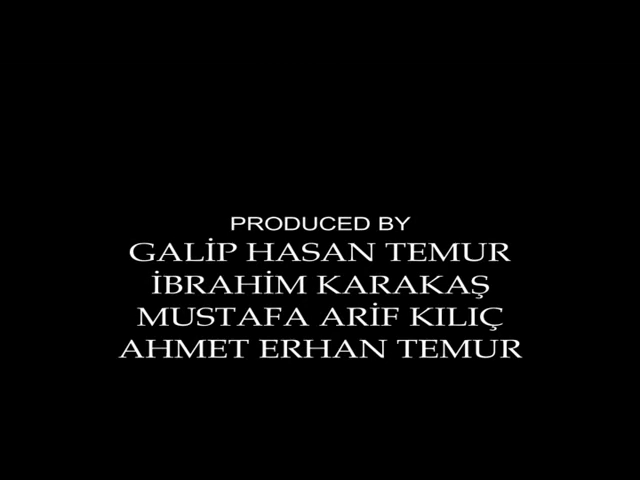 PRODUCED BY
GALİP HASAN TEMUR
İBRAHİM KARAKAŞ
MUSTAFA ARİF KILIÇ
AHMET ERHAN TEMUR